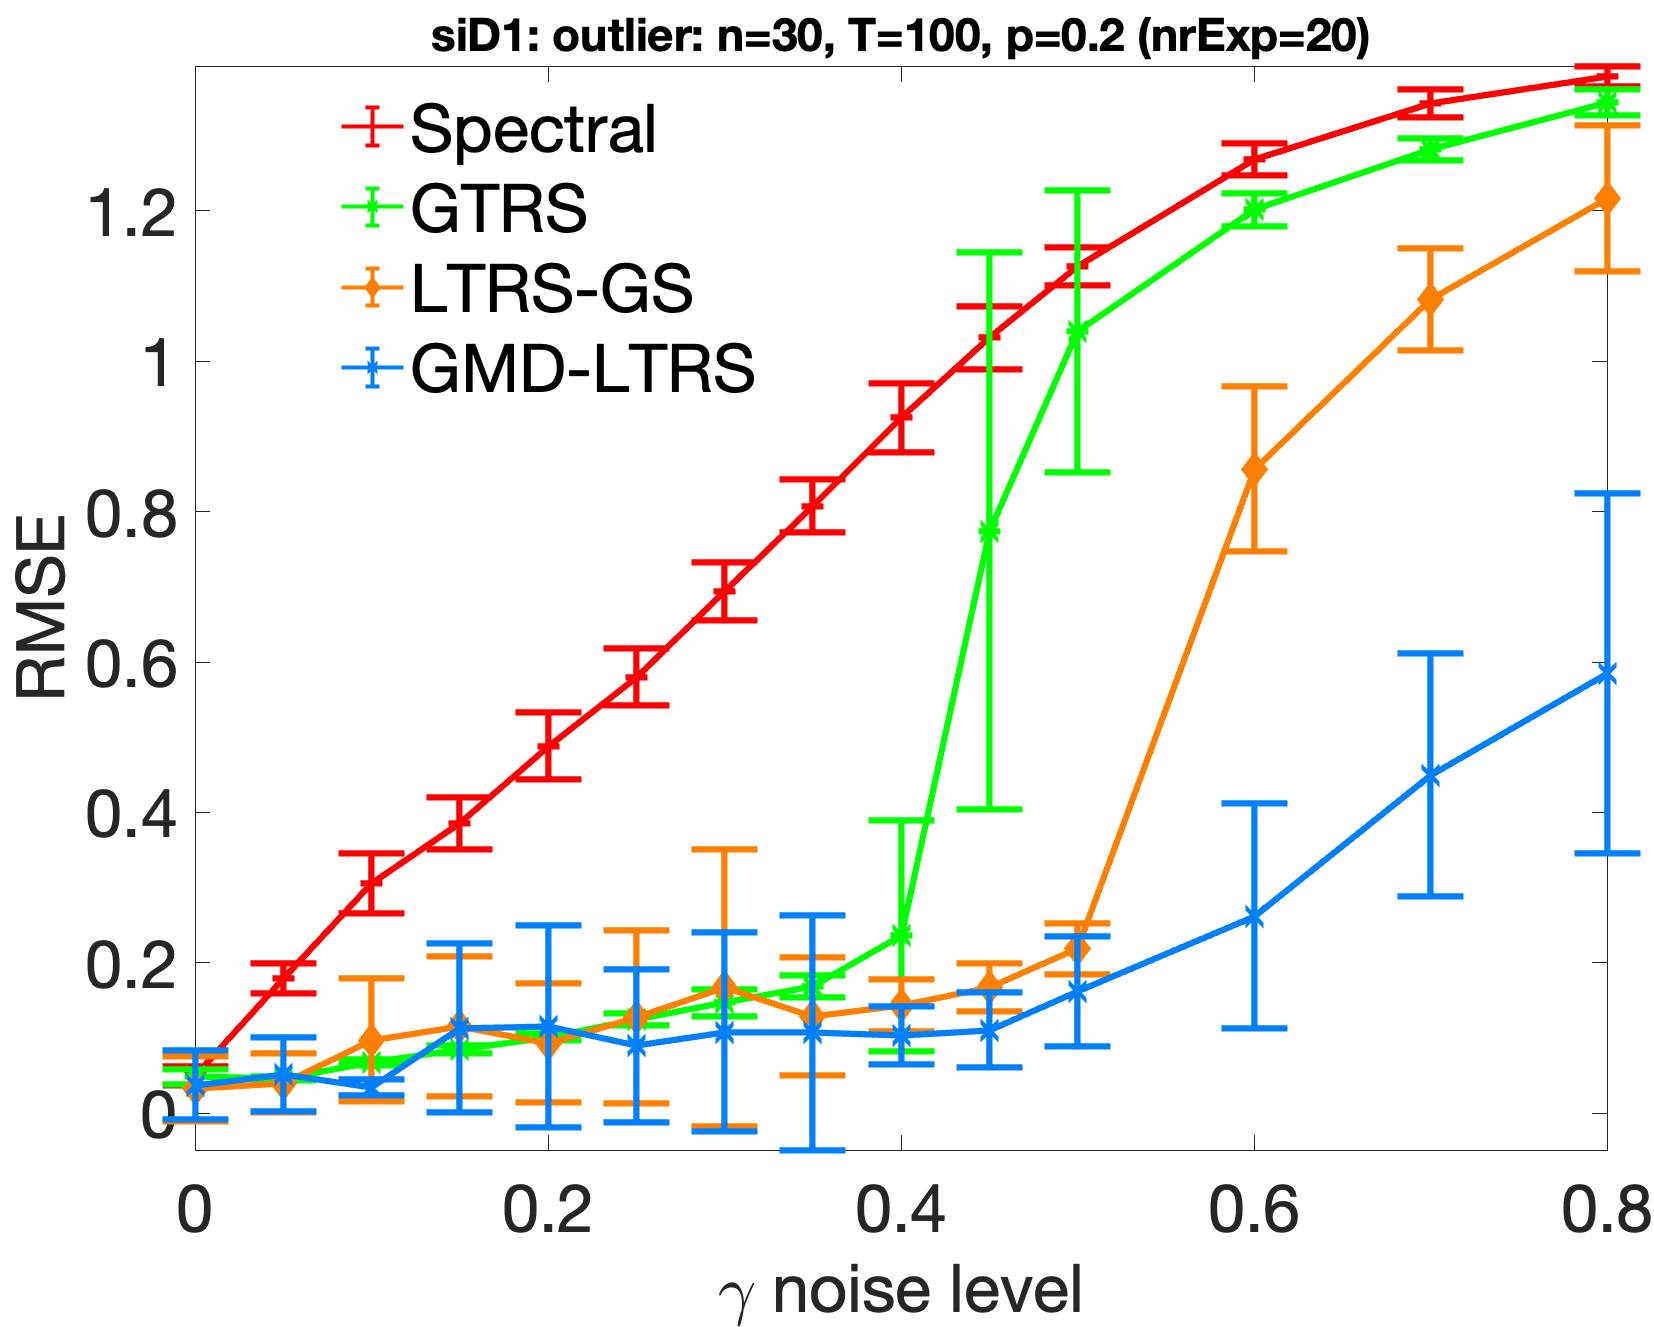 siD1: outlier: n=30, T=100, p=0.2 (nrExp=20)
Spectral
GTRS
LTRS-GS
GMD-LTRS
RMSE
1.2
1
0.8
0.6
0.4
0.2
0
0 0.2 0.4 0.6 0.8
γ noise level